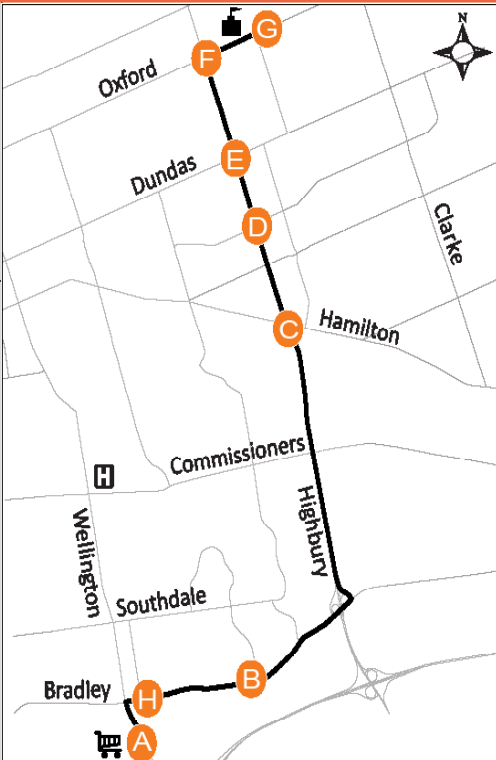 N
G
F
Oxford
E
Dundas
D
Clarke
C
Hamilton
Commissioners
H
Highbury
Wellington
Southdale
B
Bradley
H
A